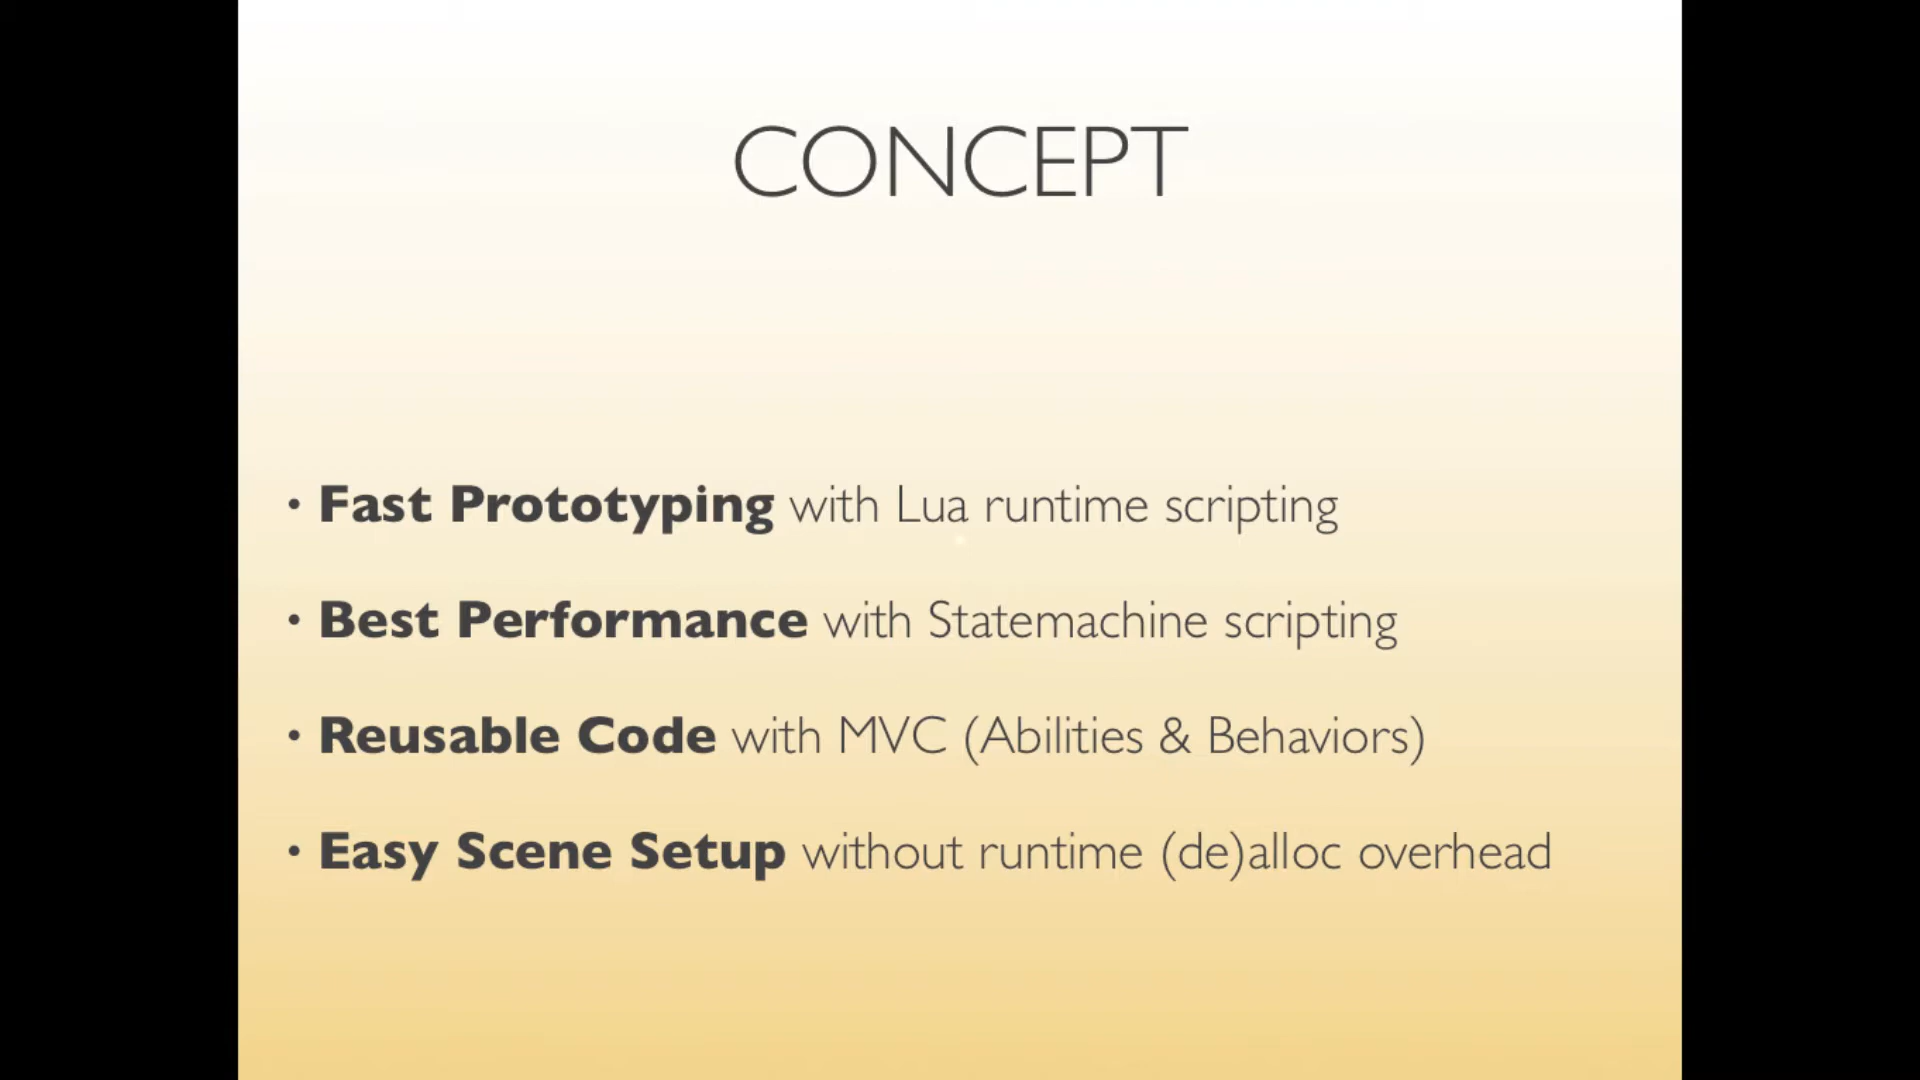 CONCEPT
• Fast Prototyping with Lua runtime scripting
• Best Performance with Statemachine scripting
• Reusable Code with MVC (Abilities & Behaviors)
• Easy Scene Setup without runtime (de)alloc overhead